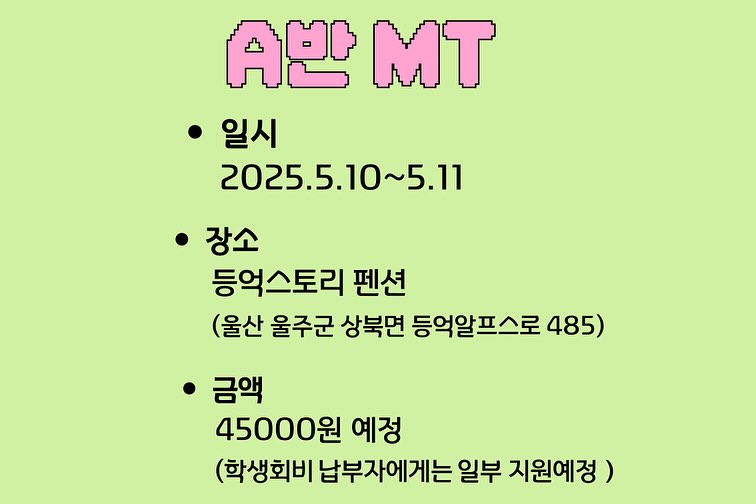 A반 MT
• 일시
2025.5.10~5.11
• 장소
등억스토리 펜션
(울산 울주군 상북면 등억알프스로 485)
• 금액
45000원 예정
(학생회비 납부자에게는 일부 지원예정 )